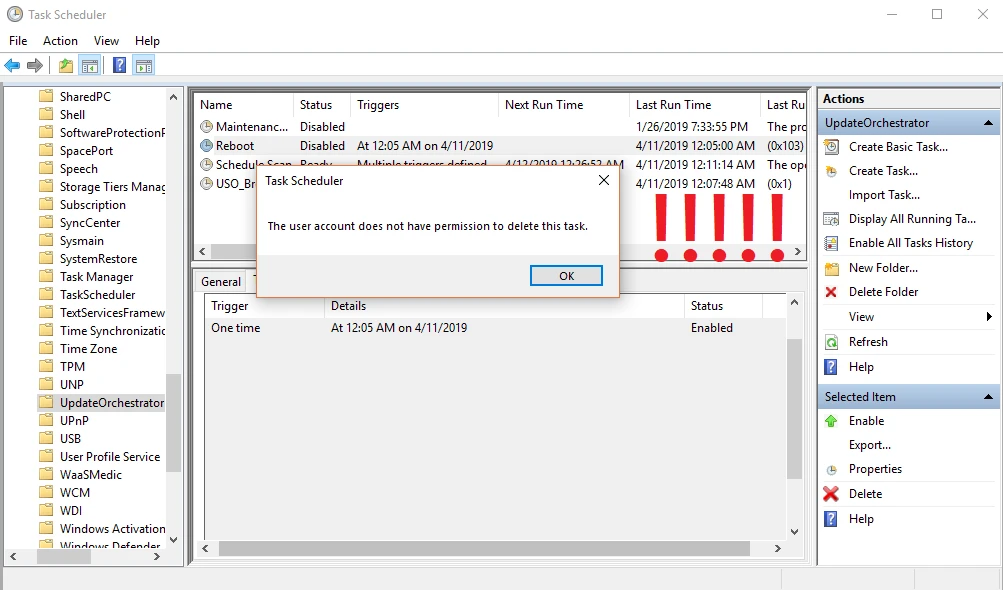 Task Scheduler
File Action View Help
SharedPC
Shell
SoftwareProtectionP
SpacePort
Speech
Storage Tiers Manag
Subscription
SyncCenter
Sysmain
SystemRestore
Task Manager
TaskScheduler
TextServicesFramew
Time Synchronizatic
Time Zone
TPM
UNP
UpdateOrchestrator
UPnP
USB
User Profile Service
WaaSMedic
WCM
WDI
Windows Activation
Windows Defender
Name Status Triggers Next Run Time Last Run Time Last Ru
Maintenanc... Disabled 1/26/2019 7:33:55 PM The pro
Reboot Disabled At 12:05 AM on 4/11/2019 4/11/2019 12:05:00 AM (0x103)
Schedule Scan Ready Multiple triggers defined 4/12/2019 12:26:52 AM 4/11/2019 12:11:14 AM The ope
USO_Br 4/11/2019 12:07:48 AM (0x1)
Task Scheduler
The user account does not have permission to delete this task.
OK
! ! ! ! !
General
Trigger Details Status
One time At 12:05 AM on 4/11/2019 Enabled
Actions
UpdateOrchestrator
Create Basic Task...
Create Task...
Import Task...
Display All Running Ta...
Enable All Tasks History
New Folder...
Delete Folder
View
Refresh
Help
Selected Item
Enable
Export...
Properties
Delete
Help